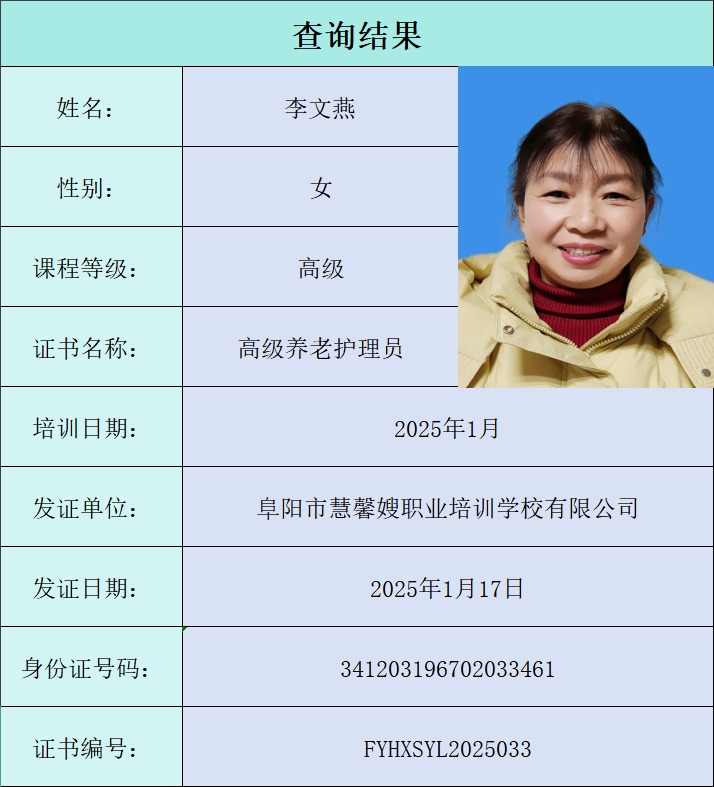 查询结果
姓名： 李文燕
性别： 女
课程等级： 高级
证书名称： 高级养老护理员
培训日期： 2025年1月
发证单位： 阜阳市慧馨嫂职业培训学校有限公司
发证日期： 2025年1月17日
身份证号码： 341203196702033461
证书编号： FYHXSYL2025033